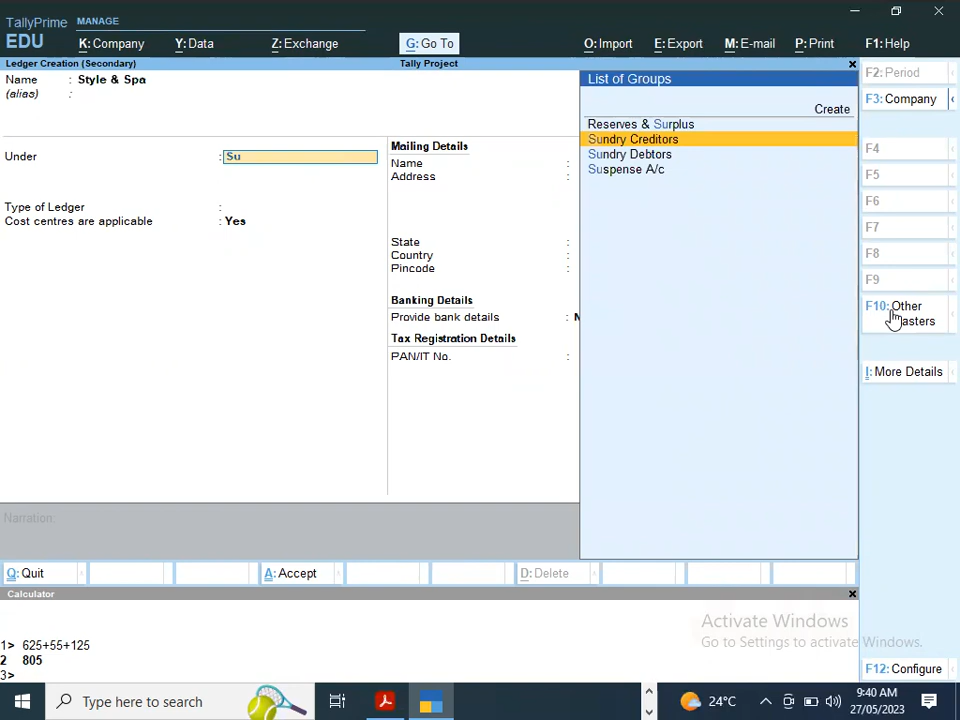 TallyPrime MANAGE
EDU K: Company Y: Data Z: Exchange G: Go To O: Import E: Export M: E-mail P: Print F1: Help
Ledger Creation (Secondary) Tally Project
Name : Style & Spa
(alias) :
List of Groups
Create
Reserves & Surplus
Sundry Creditors
Sundry Debtors
Suspense A/c
Under : Su
Type of Ledger :
Cost centres are applicable : Yes
Mailing Details
Name :
Address :
State :
Country :
Pincode :
Banking Details
Provide bank details :
Tax Registration Details
PAN/IT No. :
F2: Period
F3: Company
F4
F5
F6
F7
F8
F9
F10: Other
I: More Details
Narration:
Q: Quit A: Accept D: Delete
Calculator
1> 625+55+125
2 805
3>
Activate Windows
Go to Settings to activate Windows.
F12: Configure
Type here to search
24°C
9:40 AM
27/05/2023